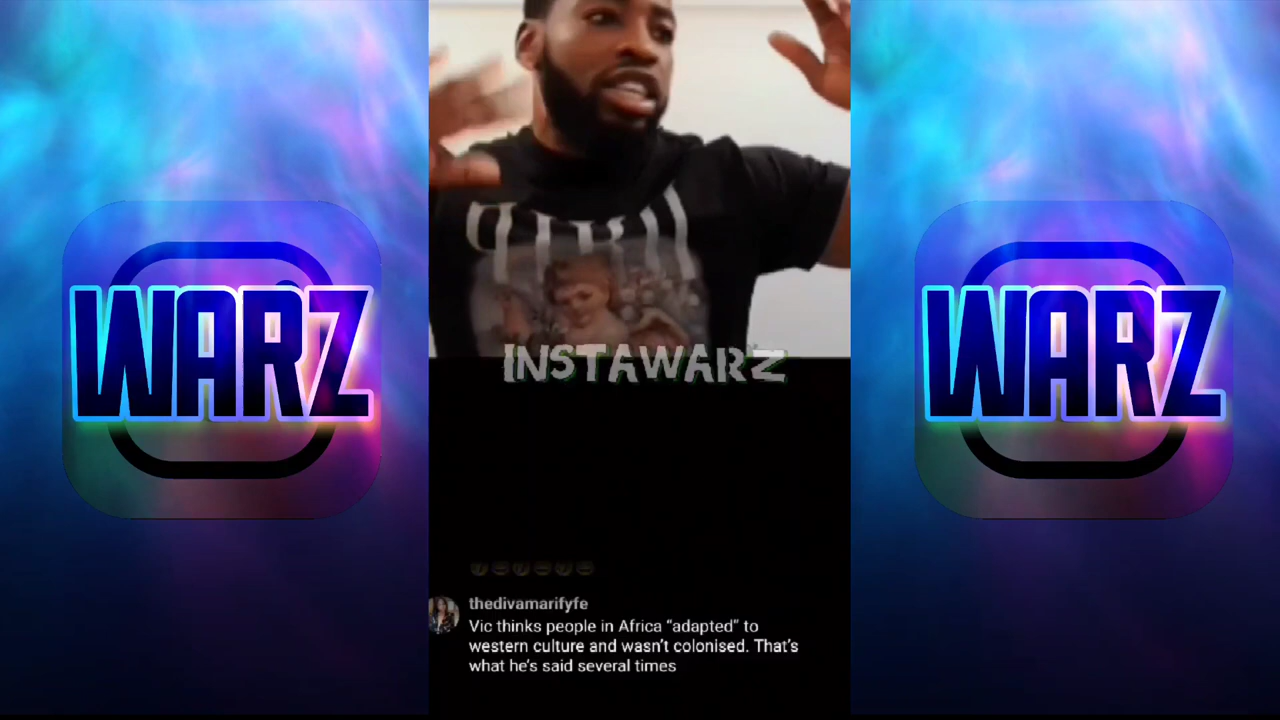 WARZ
INSTAWARZ
WARZ
thedivamarifyfe
Vic thinks people in Africa “adapted” to
western culture and wasn’t colonised. That’s
what he’s said several times